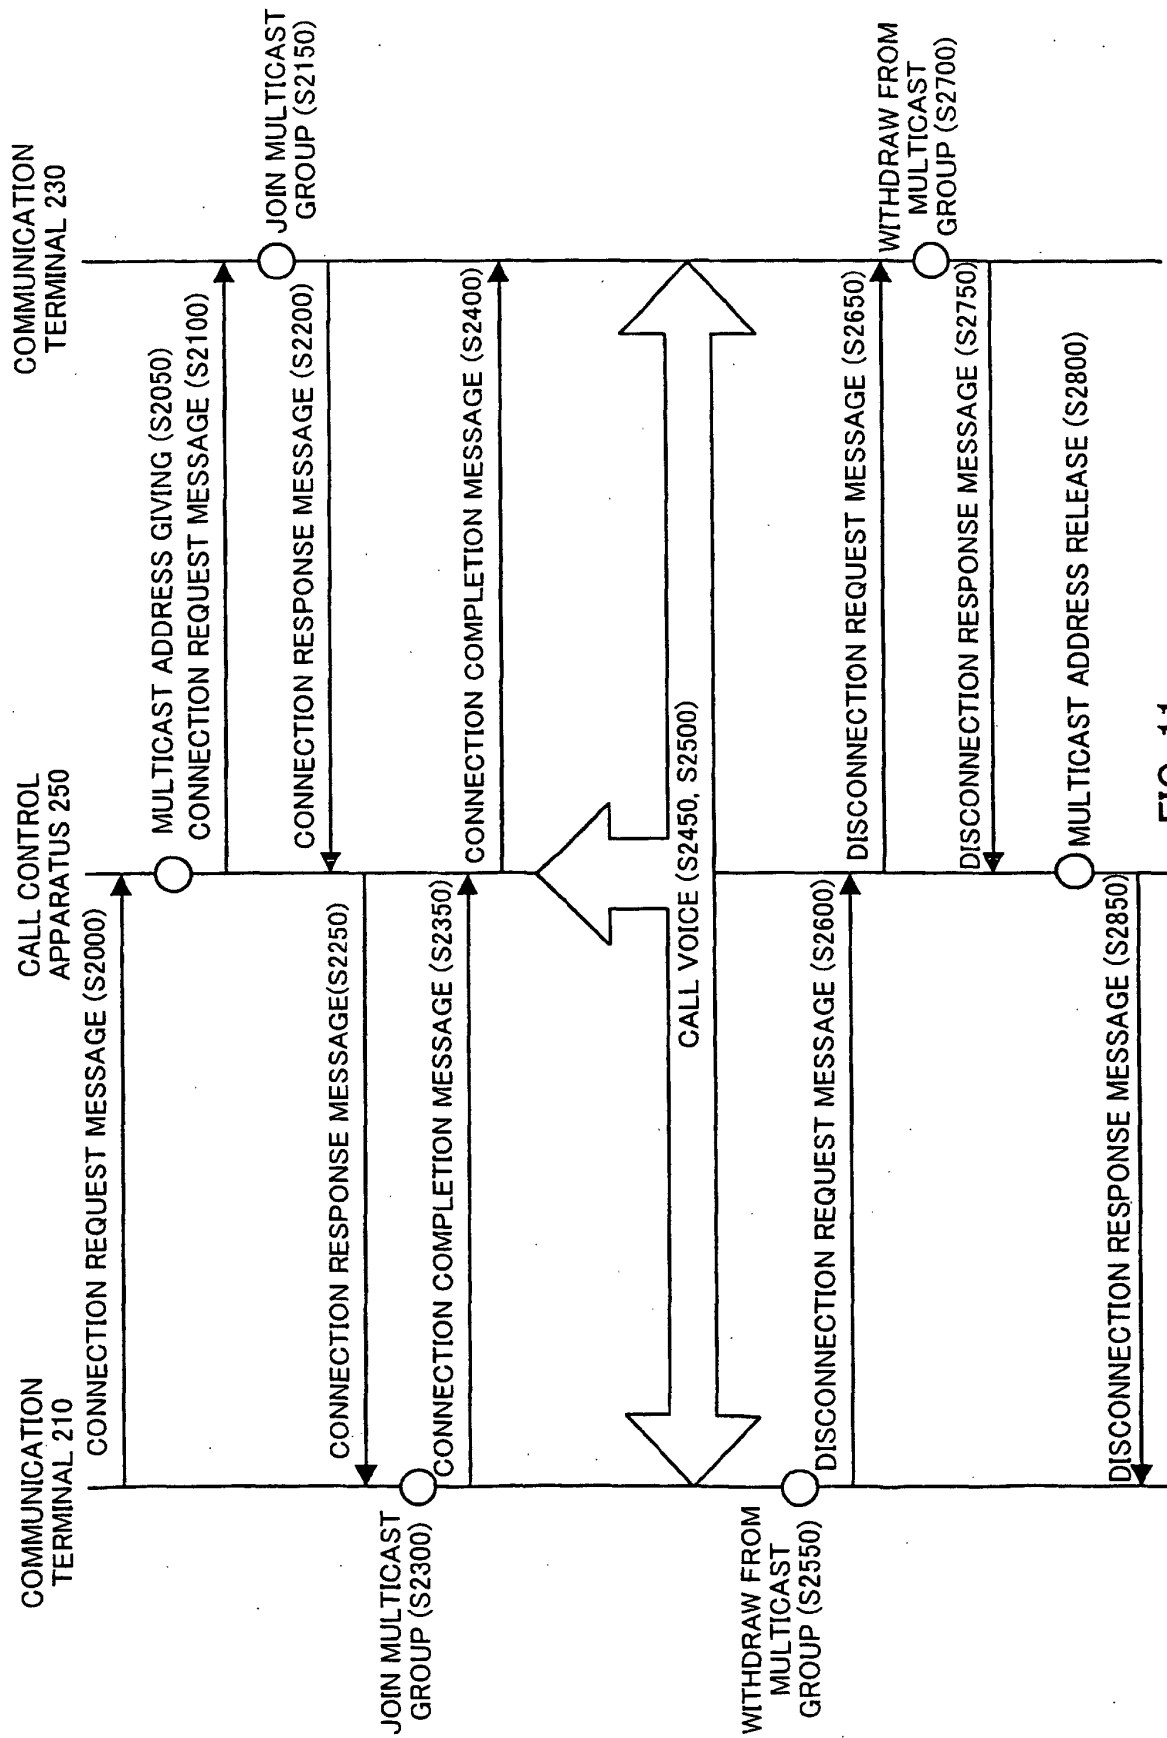 COMMUNICATION
TERMINAL 210
CALL CONTROL
APPARATUS 250
COMMUNICATION
TERMINAL 230
CONNECTION REQUEST MESSAGE (S2000)
MULTICAST ADDRESS GIVING (S2050)
CONNECTION REQUEST MESSAGE (S2100)
JOIN MULTICAST
GROUP (S2150)
CONNECTION RESPONSE MESSAGE (S2200)
CONNECTION RESPONSE MESSAGE(S2250)
JOIN MULTICAST
GROUP (S2300)
CONNECTION COMPLETION MESSAGE (S2350)
CONNECTION COMPLETION MESSAGE (S2400)
CALL VOICE (S2450, S2500)
WITHDRAW FROM
MULTICAST
GROUP (S2550)
DISCONNECTION REQUEST MESSAGE (S2600)
DISCONNECTION REQUEST MESSAGE (S2650)
WITHDRAW FROM
MULTICAST
GROUP (S2700)
DISCONNECTION RESPONSE MESSAGE (S2750)
MULTICAST ADDRESS RELEASE (S2800)
DISCONNECTION RESPONSE MESSAGE (S2850)